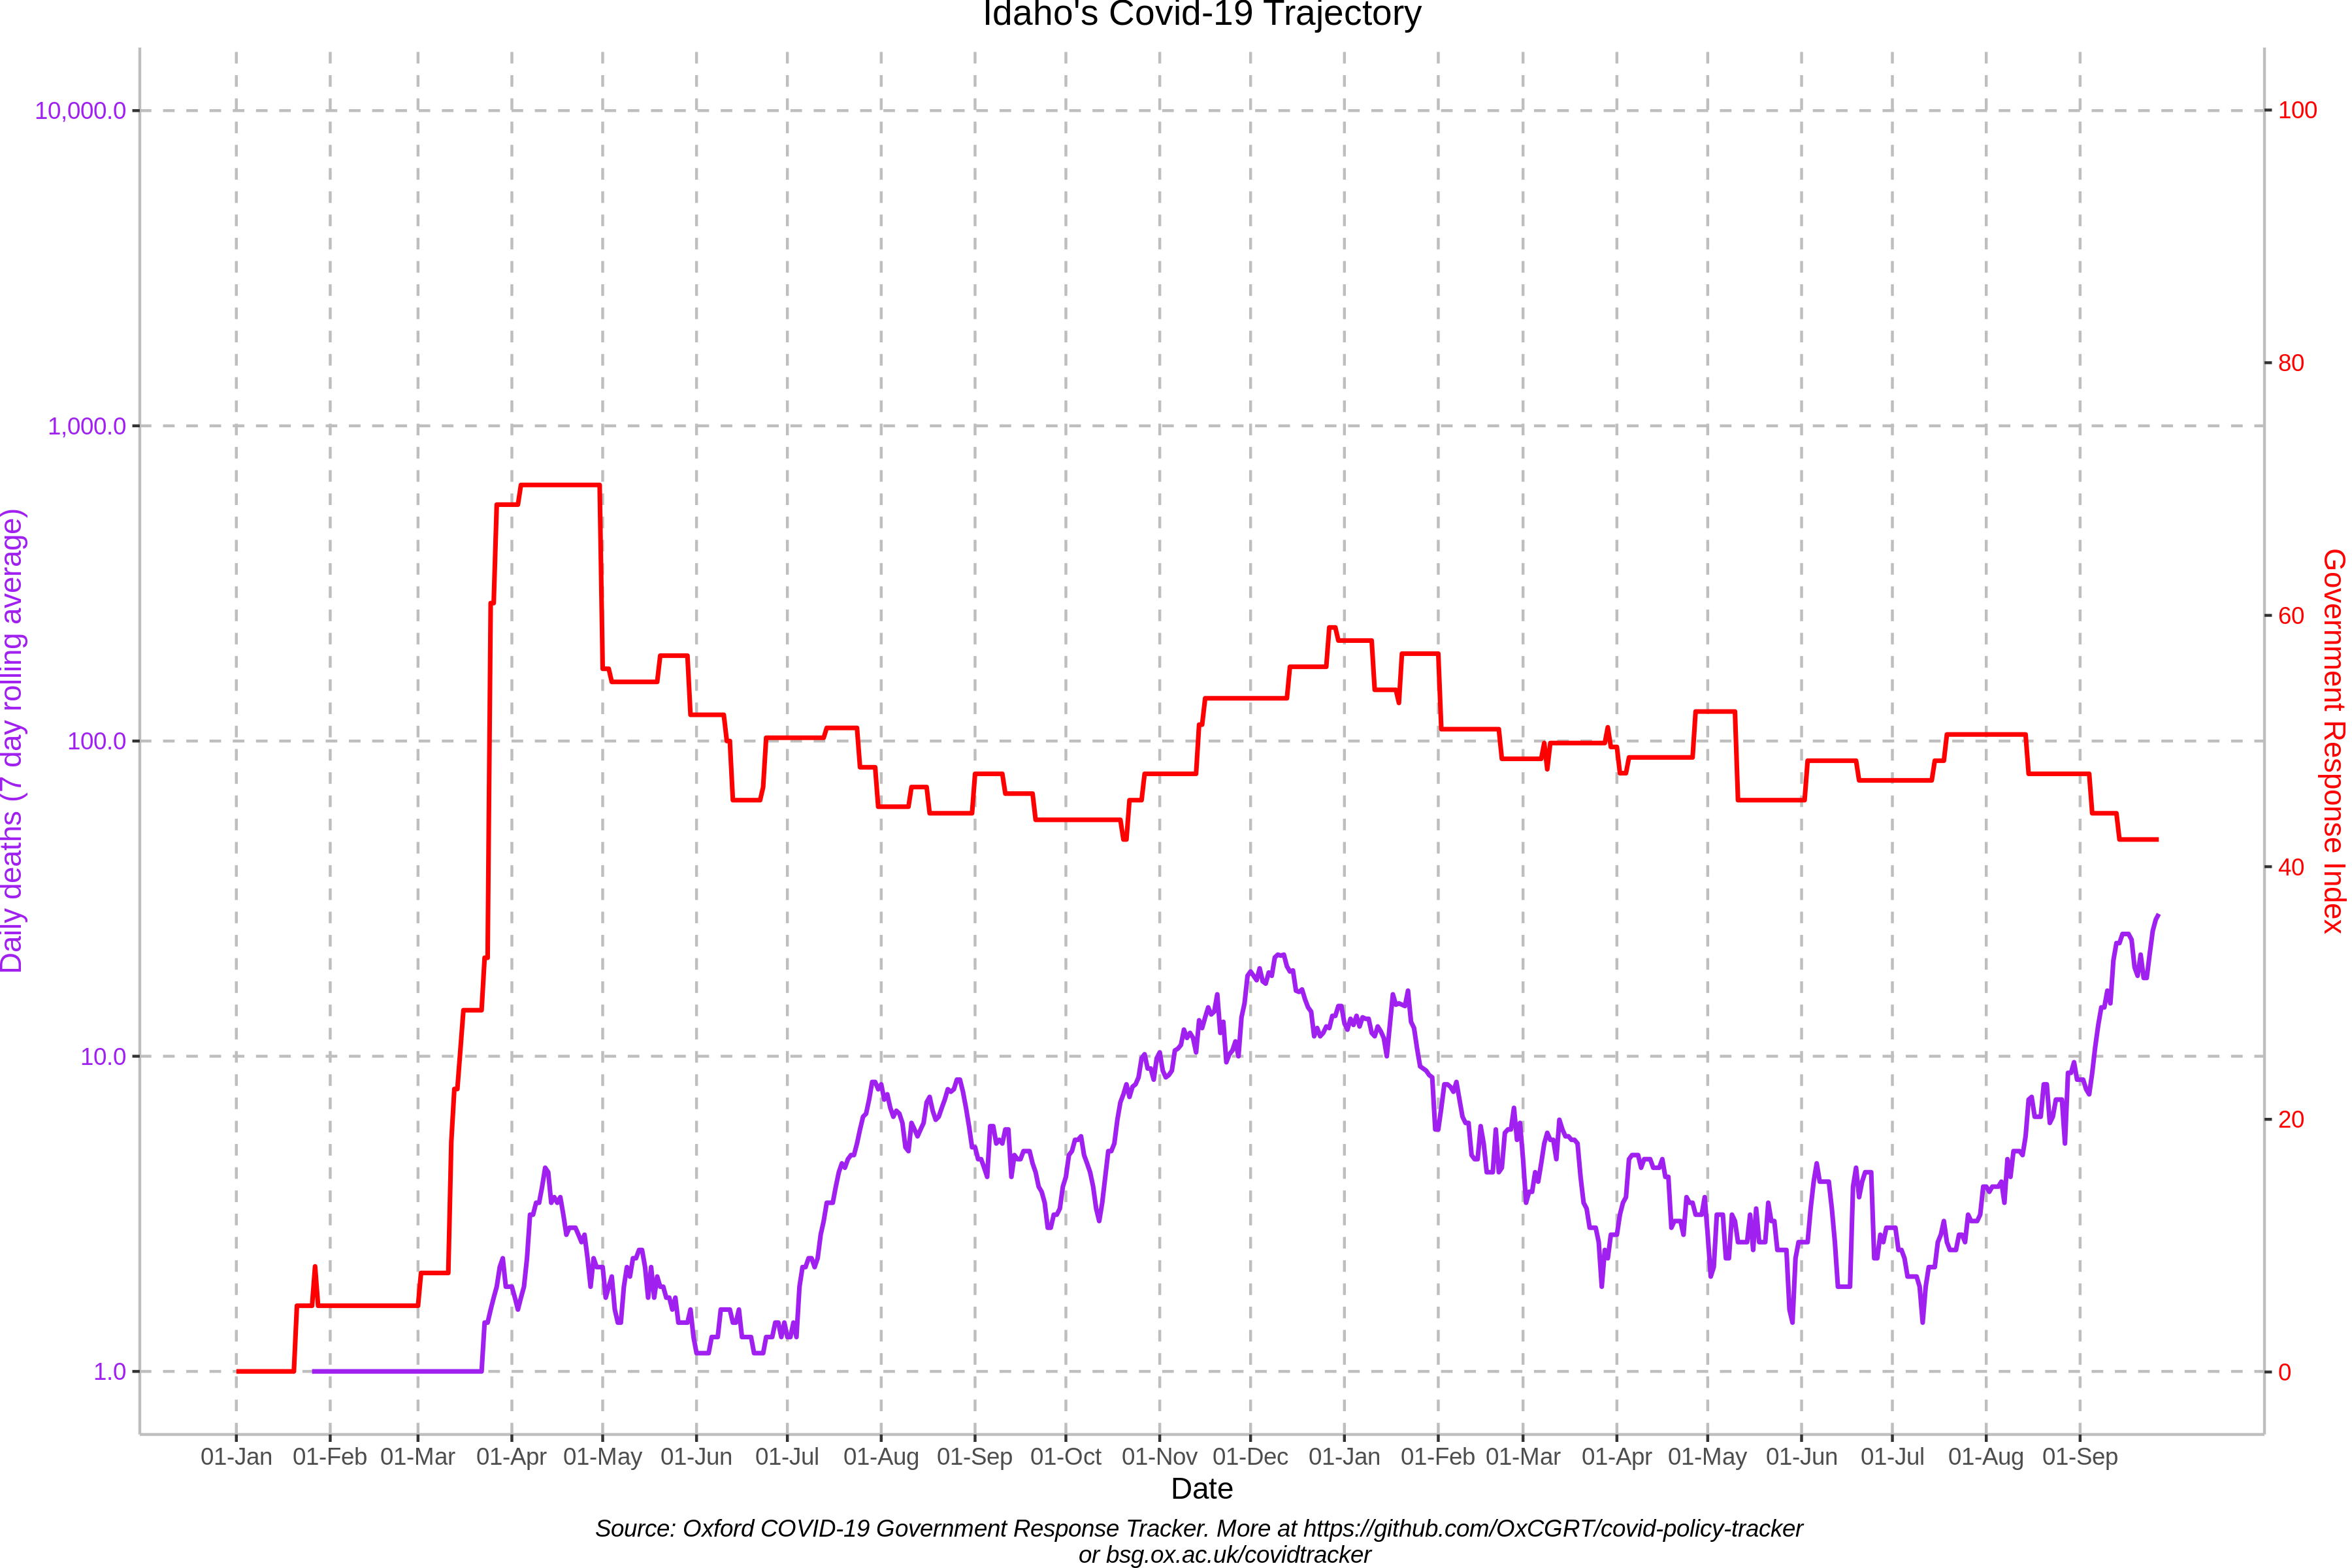 Idaho's Covid-19 Trajectory
10,000.0
1,000.0
100.0
10.0
1.0
Daily deaths (7 day rolling average)
100
80
60
40
20
0
Government Response Index
01-Jan 01-Feb 01-Mar 01-Apr 01-May 01-Jun 01-Jul 01-Aug 01-Sep 01-Oct 01-Nov 01-Dec 01-Jan 01-Feb 01-Mar 01-Apr 01-May 01-Jun 01-Jul 01-Aug 01-Sep
Date
Source: Oxford COVID-19 Government Response Tracker. More at https://github.com/OxCGRT/covid-policy-tracker
or bsg.ox.ac.uk/covidtracker